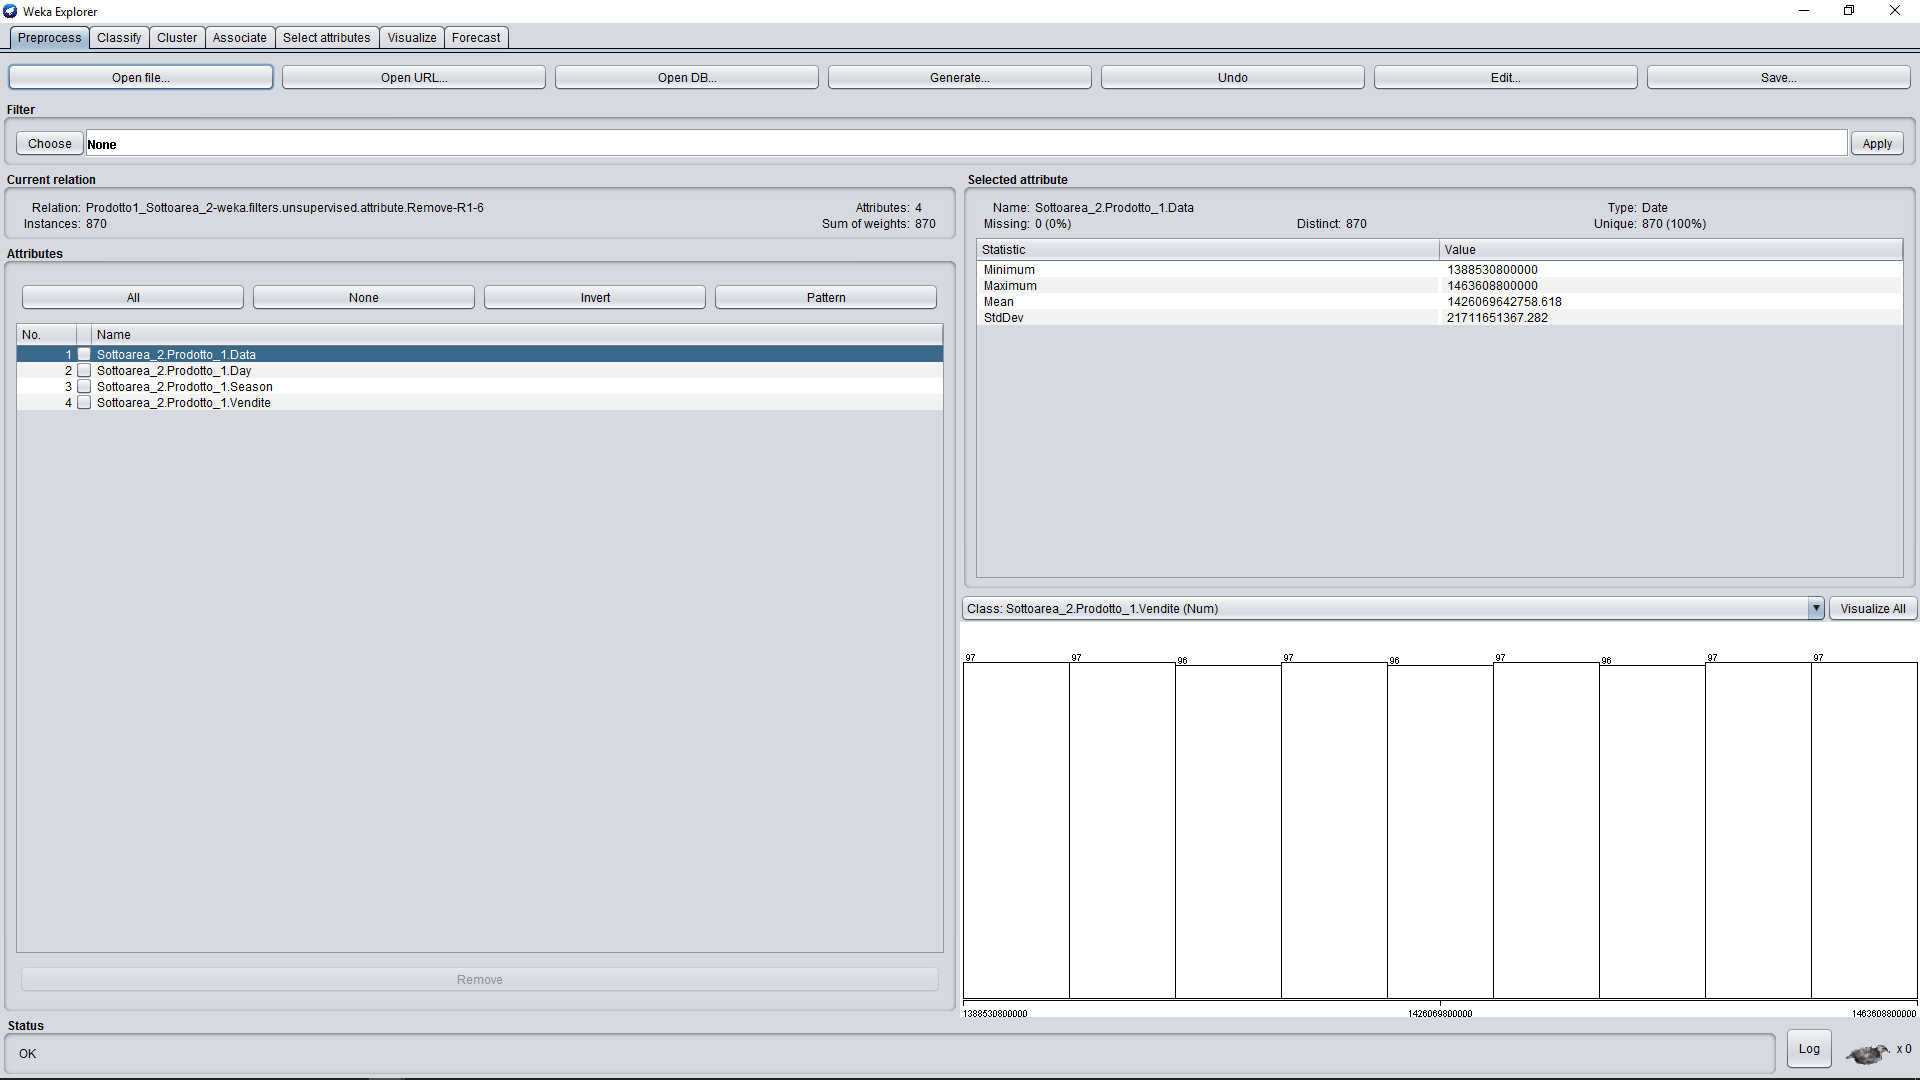 Weka Explorer
Preprocess Classify Cluster Associate Select attributes Visualize Forecast
Open file... Open URL... Open DB... Generate... Undo Edit... Save...
Filter
Choose None Apply
Current relation
Relation: Prodotto1_Sottoarea_2-weka.filters.unsupervised.attribute.Remove-R1-6 Attributes: 4
Instances: 870 Sum of weights: 870
Attributes
All None Invert Pattern
No. Name
1 Sottoarea_2.Prodotto_1.Data
2 Sottoarea_2.Prodotto_1.Day
3 Sottoarea_2.Prodotto_1.Season
4 Sottoarea_2.Prodotto_1.Vendite
Remove
Selected attribute
Name: Sottoarea_2.Prodotto_1.Data Type: Date
Missing: 0 (0%) Distinct: 870 Unique: 870 (100%)
Statistic Value
Minimum 1388530800000
Maximum 1463608800000
Mean 1426069642758.618
StdDev 21711651367.282
Class: Sottoarea_2.Prodotto_1.Vendite (Num) Visualize All
97 97 96 97 96 97 96 97 97
1388530800000 1426069800000 1463608800000
Status
OK Log x 0